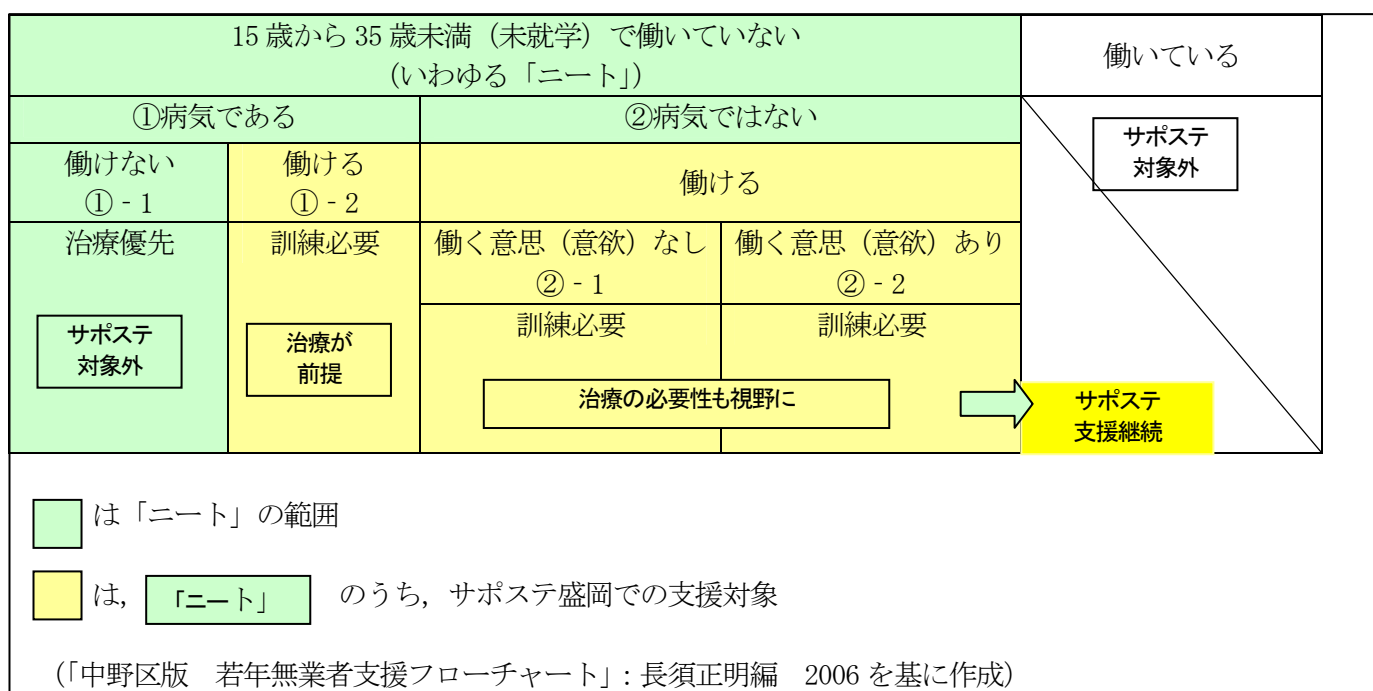 15歳から35歳未満（未就学）で働いていない
（いわゆる「ニート」）
働いている
①病気である
②病気ではない
サポステ
対象外
働けない
①‐1
働ける
①‐2
働ける
治療優先
訓練必要
働く意思（意欲）なし
②‐1
働く意思（意欲）あり
②‐2
サポステ
対象外
治療が
前提
訓練必要
訓練必要
治療の必要性も視野に
サポステ
支援継続
は「ニート」の範囲
は，「ニート」のうち，サポステ盛岡での支援対象
（「中野区版　若年無業者支援フローチャート」：長須正明編　2006を基に作成）